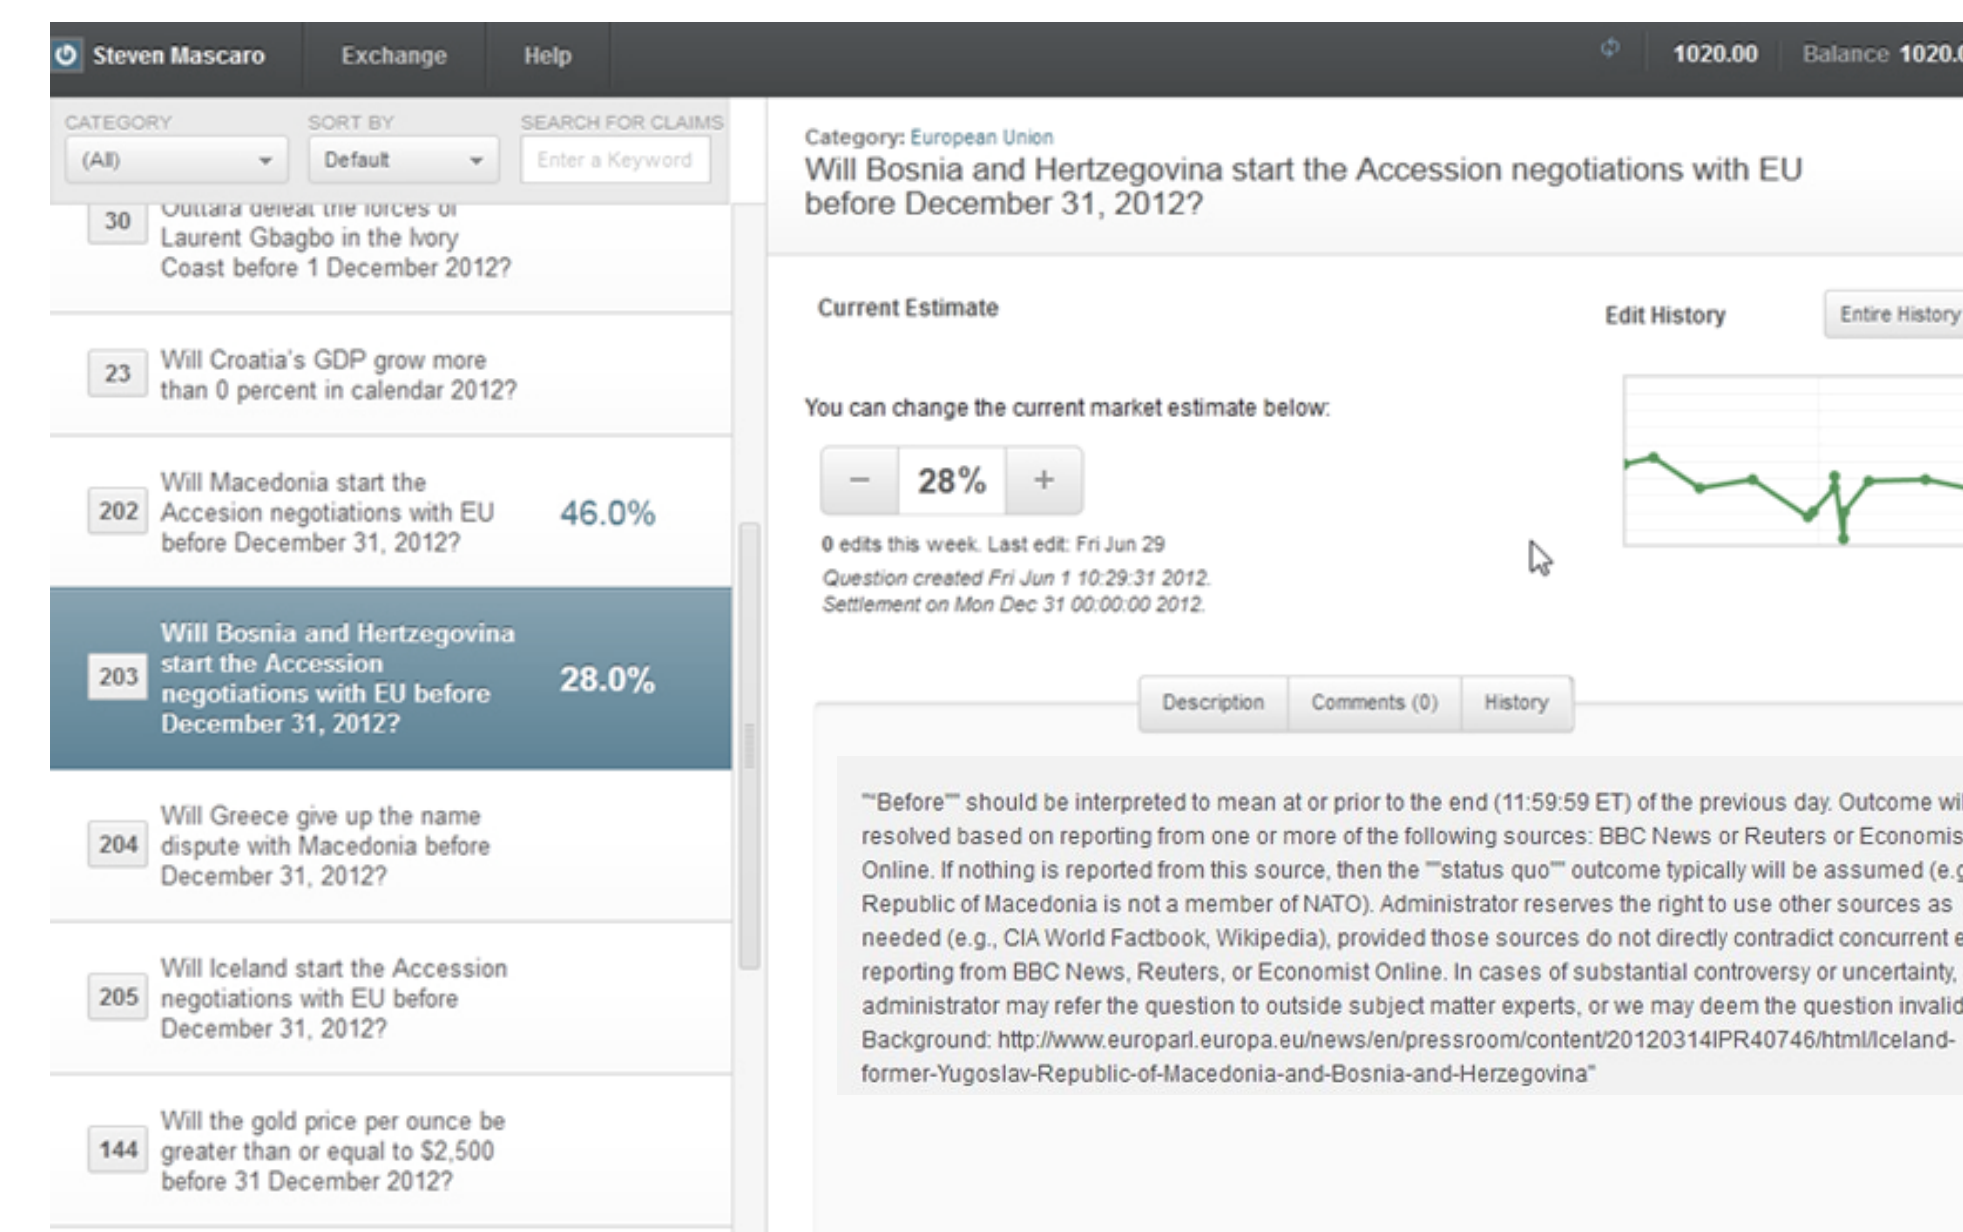 Steven Mascaro Exchange Help 1020.00 Balance 1020.0
CATEGORY SORT BY SEARCH FOR CLAIMS
(All) Default Enter a Keyword
30 Outtara defeat the forces of
Laurent Gbagbo in the Ivory
Coast before 1 December 2012?
23 Will Croatia's GDP grow more
than 0 percent in calendar 2012?
202 Will Macedonia start the
Accesion negotiations with EU 46.0%
before December 31, 2012?
203 Will Bosnia and Hertzegovina
start the Accession 28.0%
negotiations with EU before
December 31, 2012?
204 Will Greece give up the name
dispute with Macedonia before
December 31, 2012?
205 Will Iceland start the Accession
negotiations with EU before
December 31, 2012?
144 Will the gold price per ounce be
greater than or equal to $2,500
before 31 December 2012?
Category: European Union
Will Bosnia and Hertzegovina start the Accession negotiations with EU
before December 31, 2012?
Current Estimate
Edit History Entire History
You can change the current market estimate below:
− 28% +
0 edits this week. Last edit: Fri Jun 29
Question created Fri Jun 1 10:29:31 2012.
Settlement on Mon Dec 31 00:00:00 2012.
Description Comments (0) History
""Before"" should be interpreted to mean at or prior to the end (11:59:59 ET) of the previous day. Outcome wil
resolved based on reporting from one or more of the following sources: BBC News or Reuters or Economis
Online. If nothing is reported from this source, then the ""status quo"" outcome typically will be assumed (e.g
Republic of Macedonia is not a member of NATO). Administrator reserves the right to use other sources as
needed (e.g., CIA World Factbook, Wikipedia), provided those sources do not directly contradict concurrent e
reporting from BBC News, Reuters, or Economist Online. In cases of substantial controversy or uncertainty,
administrator may refer the question to outside subject matter experts, or we may deem the question invalid
Background: http://www.europarl.europa.eu/news/en/pressroom/content/20120314IPR40746/html/Iceland-
former-Yugoslav-Republic-of-Macedonia-and-Bosnia-and-Herzegovina"